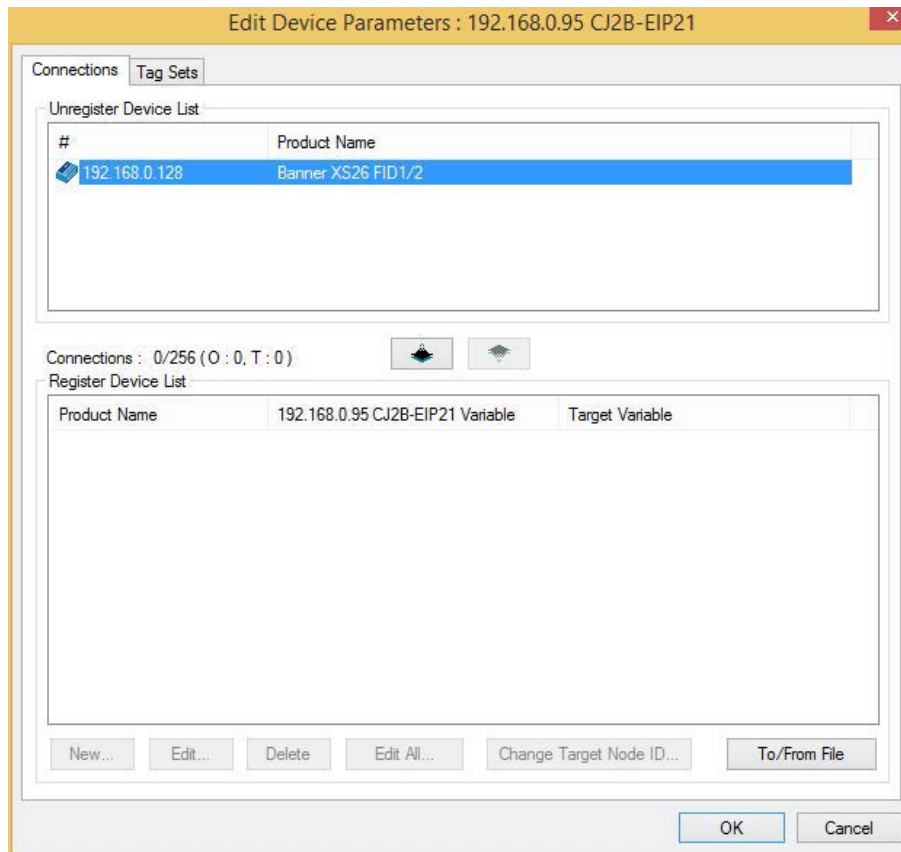 Edit Device Parameters : 192.168.0.95 CJ2B-EIP21
Connections Tag Sets
Unregister Device List
# Product Name
192.168.0.128 Banner XS26 FID1/2
Connections : 0/256 ( O : 0, T : 0 )
Register Device List
Product Name 192.168.0.95 CJ2B-EIP21 Variable Target Variable
New... Edit... Delete Edit All... Change Target Node ID... To/From File
OK Cancel